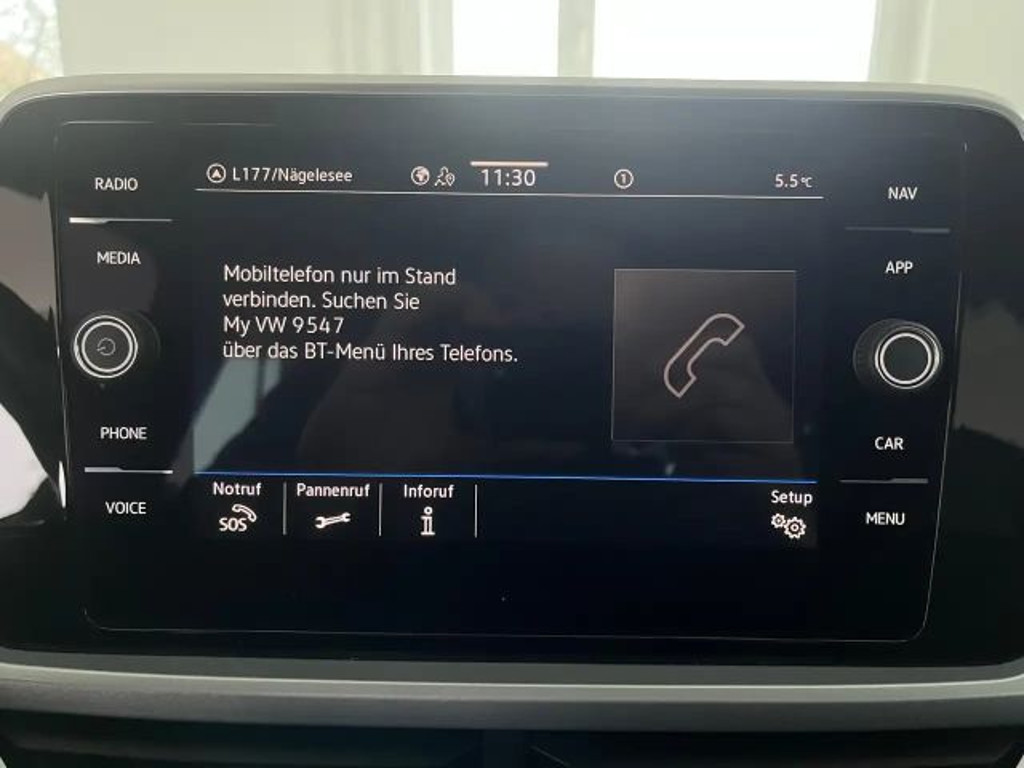 RADIO
L177/Nägelesee
11:30
1
5.5°C
NAV
MEDIA
APP
Mobiltelefon nur im Stand
verbinden. Suchen Sie
My VW 9547
über das BT-Menü Ihres Telefons.
PHONE
CAR
Notruf
Pannenruf
Inforuf
Setup
SOS
VOICE
MENU